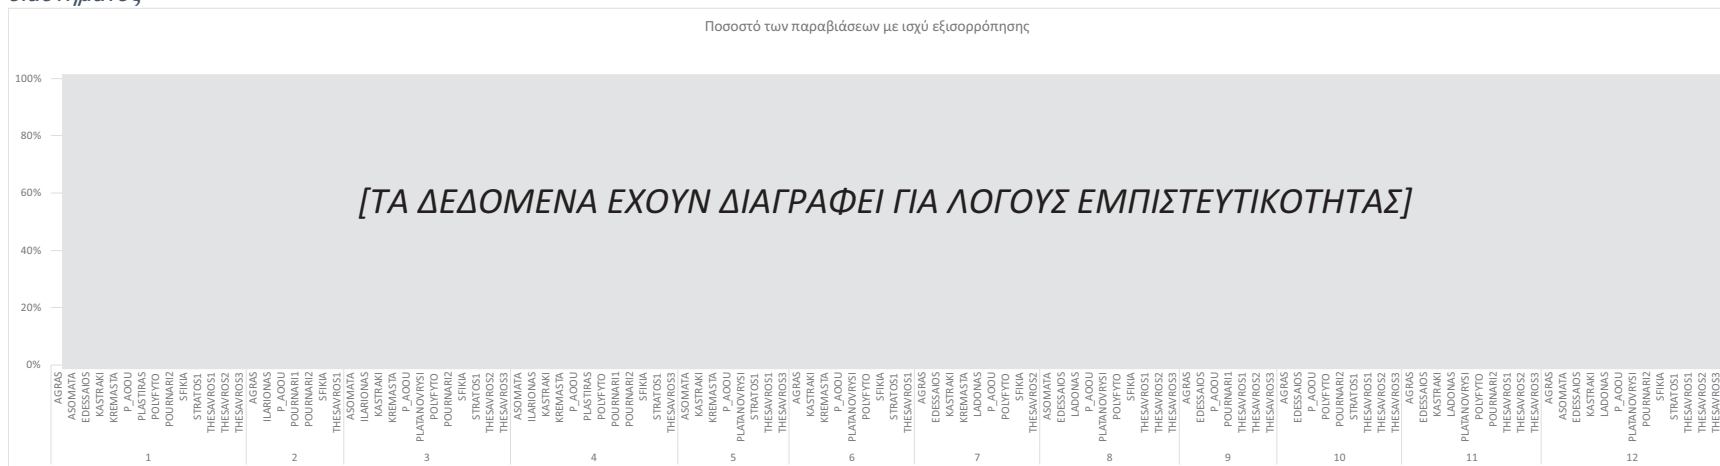 διαστήματος
Ποσοστό των παραβιάσεων με ισχύ εξισορρόπησης
100%
80%
60%
40%
20%
0%
[ΤΑ ΔΕΔΟΜΕΝΑ ΕΧΟΥΝ ΔΙΑΓΡΑΦΕΙ ΓΙΑ ΛΟΓΟΥΣ ΕΜΠΙΣΤΕΥΤΙΚΟΤΗΤΑΣ]
AGRAS
ASOMATA
EDESSAIOS
KASTRAKI
KREMASTA
P_AOOU
PLASTIRAS
POLYFYTO
POURNARI2
SFIKIA
STRATOS1
THESAVROS1
THESAVROS2
THESAVROS3
AGRAS
ILARIONAS
P_AOOU
POURNARI1
POURNARI2
SFIKIA
THESAVROS1
ASOMATA
ILARIONAS
KASTRAKI
KREMASTA
P_AOOU
PLATANOVRYSI
POLYFYTO
POURNARI2
SFIKIA
STRATOS1
THESAVROS2
THESAVROS3
ASOMATA
ILARIONAS
KASTRAKI
KREMASTA
P_AOOU
PLASTIRAS
POLYFYTO
POURNARI1
POURNARI2
SFIKIA
STRATOS1
THESAVROS3
ASOMATA
KASTRAKI
KREMASTA
PLATANOVRYSI
STRATOS1
THESAVROS1
THESAVROS3
AGRAS
KASTRAKI
KREMASTA
P_AOOU
PLATANOVRYSI
POLYFYTO
SFIKIA
STRATOS1
THESAVROS1
AGRAS
EDESSAIOS
KASTRAKI
KREMASTA
LADONAS
P_AOOU
POLYFYTO
SFIKIA
THESAVROS2
ASOMATA
EDESSAIOS
LADONAS
P_AOOU
PLATANOVRYSI
POLYFYTO
SFIKIA
THESAVROS1
THESAVROS2
THESAVROS3
AGRAS
EDESSAIOS
P_AOOU
POURNARI1
THESAVROS1
THESAVROS2
THESAVROS3
AGRAS
EDESSAIOS
P_AOOU
POLYFYTO
POURNARI2
STRATOS1
THESAVROS1
THESAVROS2
THESAVROS3
AGRAS
EDESSAIOS
KASTRAKI
LADONAS
PLATANOVRYSI
POLYFYTO
POURNARI2
THESAVROS1
THESAVROS2
THESAVROS3
AGRAS
ASOMATA
EDESSAIOS
KASTRAKI
LADONAS
P_AOOU
PLATANOVRYSI
POURNARI2
SFIKIA
STRATOS1
THESAVROS1
THESAVROS2
THESAVROS3
1
2
3
4
5
6
7
8
9
10
11
12